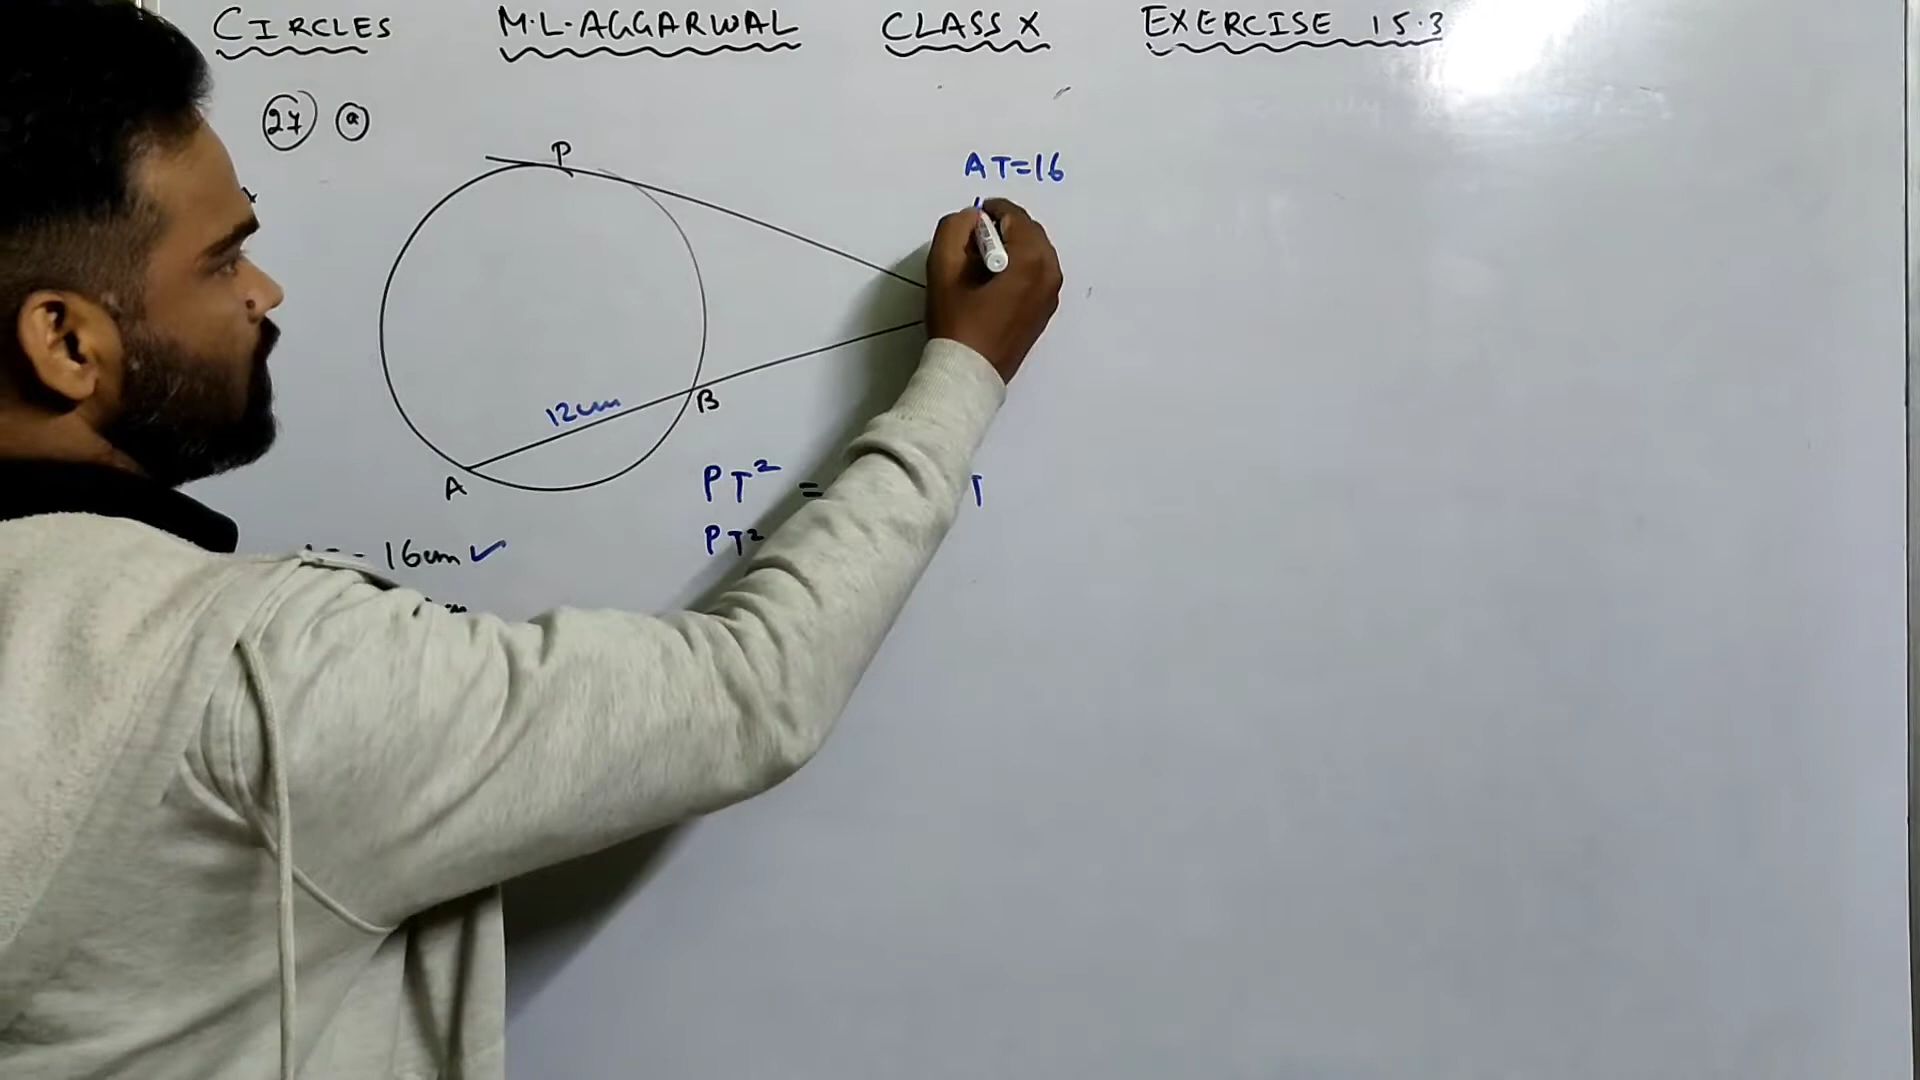 CIRCLES M.L.AGGARWAL CLASS X EXERCISE 15.3
27 a
P
AT=16
12cm
B
A
PT² = T
PT²
16cm ✓